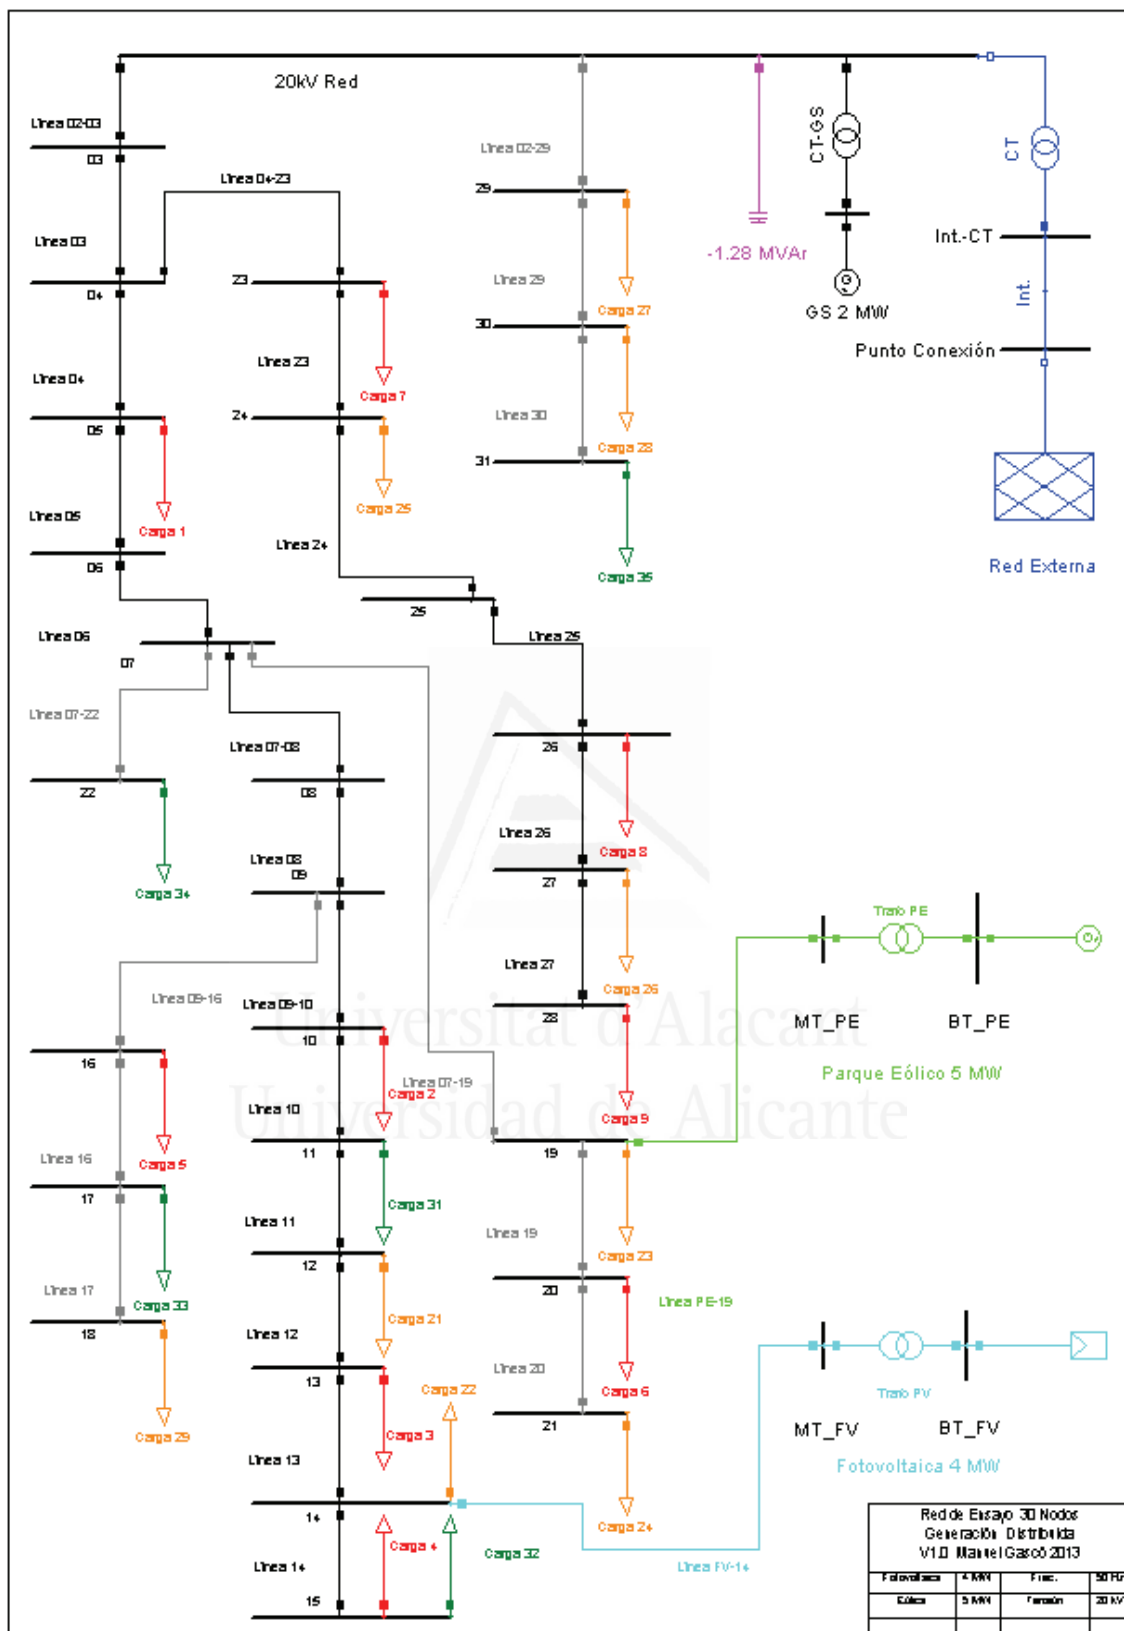 20kV Red
Línea 02-03
03
Línea 02-29
CT-GS
CT
Línea 04-23
29
Línea 03
-1.28 MVAr
Int.-CT
04
23
Línea 29
Carga 27
GS 2 MW
Int.
30
Punto Conexión
Línea 04
Línea 23
Carga 7
Línea 30
05
24
Carga 28
31
Carga 1
Carga 25
Línea 05
Línea 24
06
Carga 35
Red Externa
25
Línea 06
Línea 25
07
Línea 07-22
Línea 07-08
26
22
08
Línea 26
Carga 8
Línea 08
09
27
Carga 34
Trafo PE
Línea 27
Línea 09-16
Carga 26
Línea 09-10
28
MT_PE
BT_PE
Universitat d'Alacant
Universidad de Alicante
10
16
Parque Eólico 5 MW
Línea 07-19
Carga 2
Línea 10
Carga 9
11
19
Línea 16
Carga 5
17
Carga 31
Línea 11
Línea 19
Carga 23
12
20
Línea 17
Carga 33
Línea PE-19
18
Carga 21
Línea 12
Línea 20
13
Carga 22
Carga 6
Trafo PV
21
MT_FV
BT_FV
Carga 29
Carga 3
Línea 13
Fotovoltaica 4 MW
14
Carga 24
Carga 4
Carga 32
Línea 14
Línea FV-14
15
Red de Ensayo 30 Nodos
Generación Distribuida
V1.0 Manuel Gascó 2013
Fotovoltaica 4 MW Frec. 50 Hz
Eólica 5 MW Tensión 20 kV